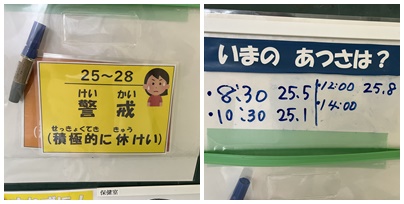 25～28
けい かい
警 戒
せっきょくてき きゅう
(積極的に休けい)
保健室
いまの あつさは？
・8:30 25.5
・10:30 25.1
・12:00 25.8
・14:00